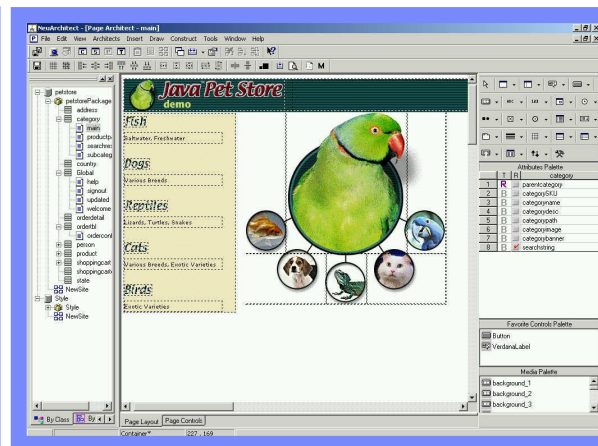 NeuArchitect - [Page Architect - main]
File Edit View Architects Insert Draw Construct Tools Window Help
M
petstore
petstorePackage
address
category
main
productp
searchres
subcateg
country
Global
help
signout
updated
welcome
orderdetail
ordertbl
orderconf
person
product
shoppingcart
shoppingcart
state
NewSite
Style
Style
NewSite
By Class
By
Java Pet Store
demo
Fish
Saltwater, Freshwater
Dogs
Various Breeds
Reptiles
Lizards, Turtles, Snakes
Cats
Various Breeds, Exotic Varieties
Birds
Exotic Varieties
Page Layout
Page Controls
Container*
227 , 169
Attributes Palette
T R category
1 R parentcategory
2 B categorySKU
3 B categoryname
4 B categorydesc
5 B categorypath
6 B categoryimage
7 B categorybanner
8 B searchstring
Favorite Controls Palette
Button
VerdanaLabel
Media Palette
background_1
background_2
background_3